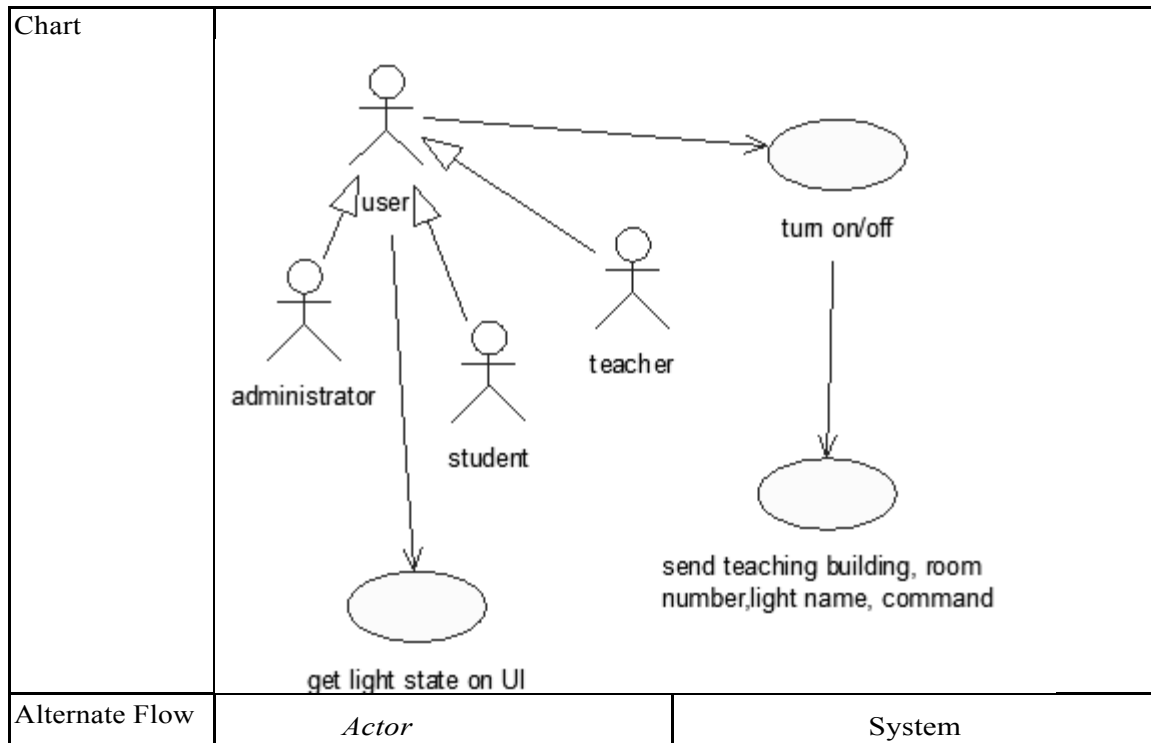 Chart
user
turn on/off
teacher
administrator
student
send teaching building, room
number,light name, command
get light state on UI
Alternate Flow
Actor
System